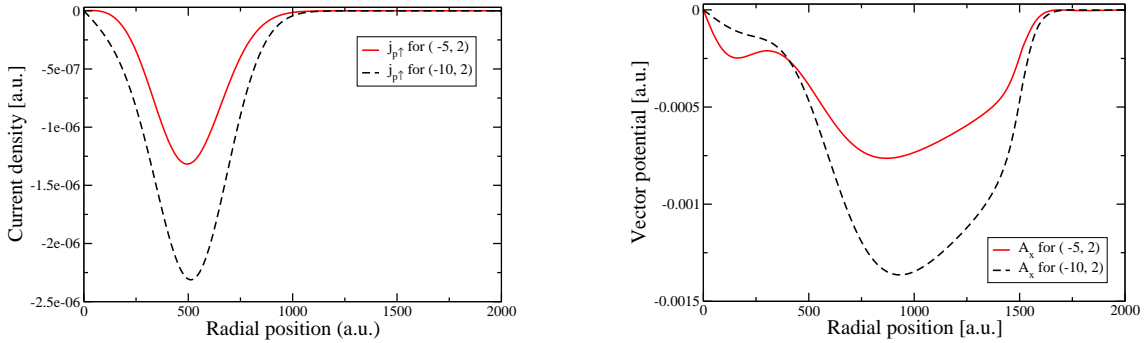 0
-5e-07
-1e-06
-1.5e-06
-2e-06
-2.5e-06
Current density [a.u.]
0 500 1000 1500 2000
Radial position (a.u.)
jp↑ for ( -5, 2)
jp↑ for (-10, 2)
0
-0.0005
-0.001
-0.0015
Vector potential [a.u.]
0 500 1000 1500 2000
Radial position [a.u.]
Ax for ( -5, 2)
Ax for (-10, 2)